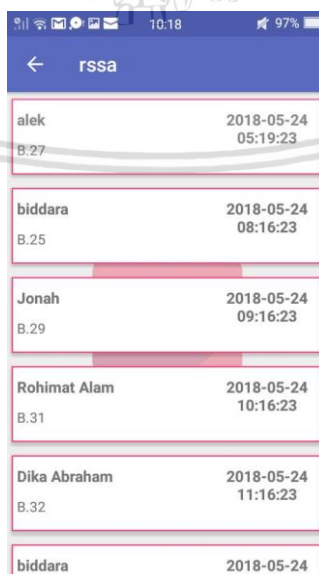 10:18 97%
rssa
alek 2018-05-24
05:19:23
B.27
biddara 2018-05-24
08:16:23
B.25
Jonah 2018-05-24
09:16:23
B.29
Rohimat Alam 2018-05-24
10:16:23
B.31
Dika Abraham 2018-05-24
11:16:23
B.32
biddara 2018-05-24